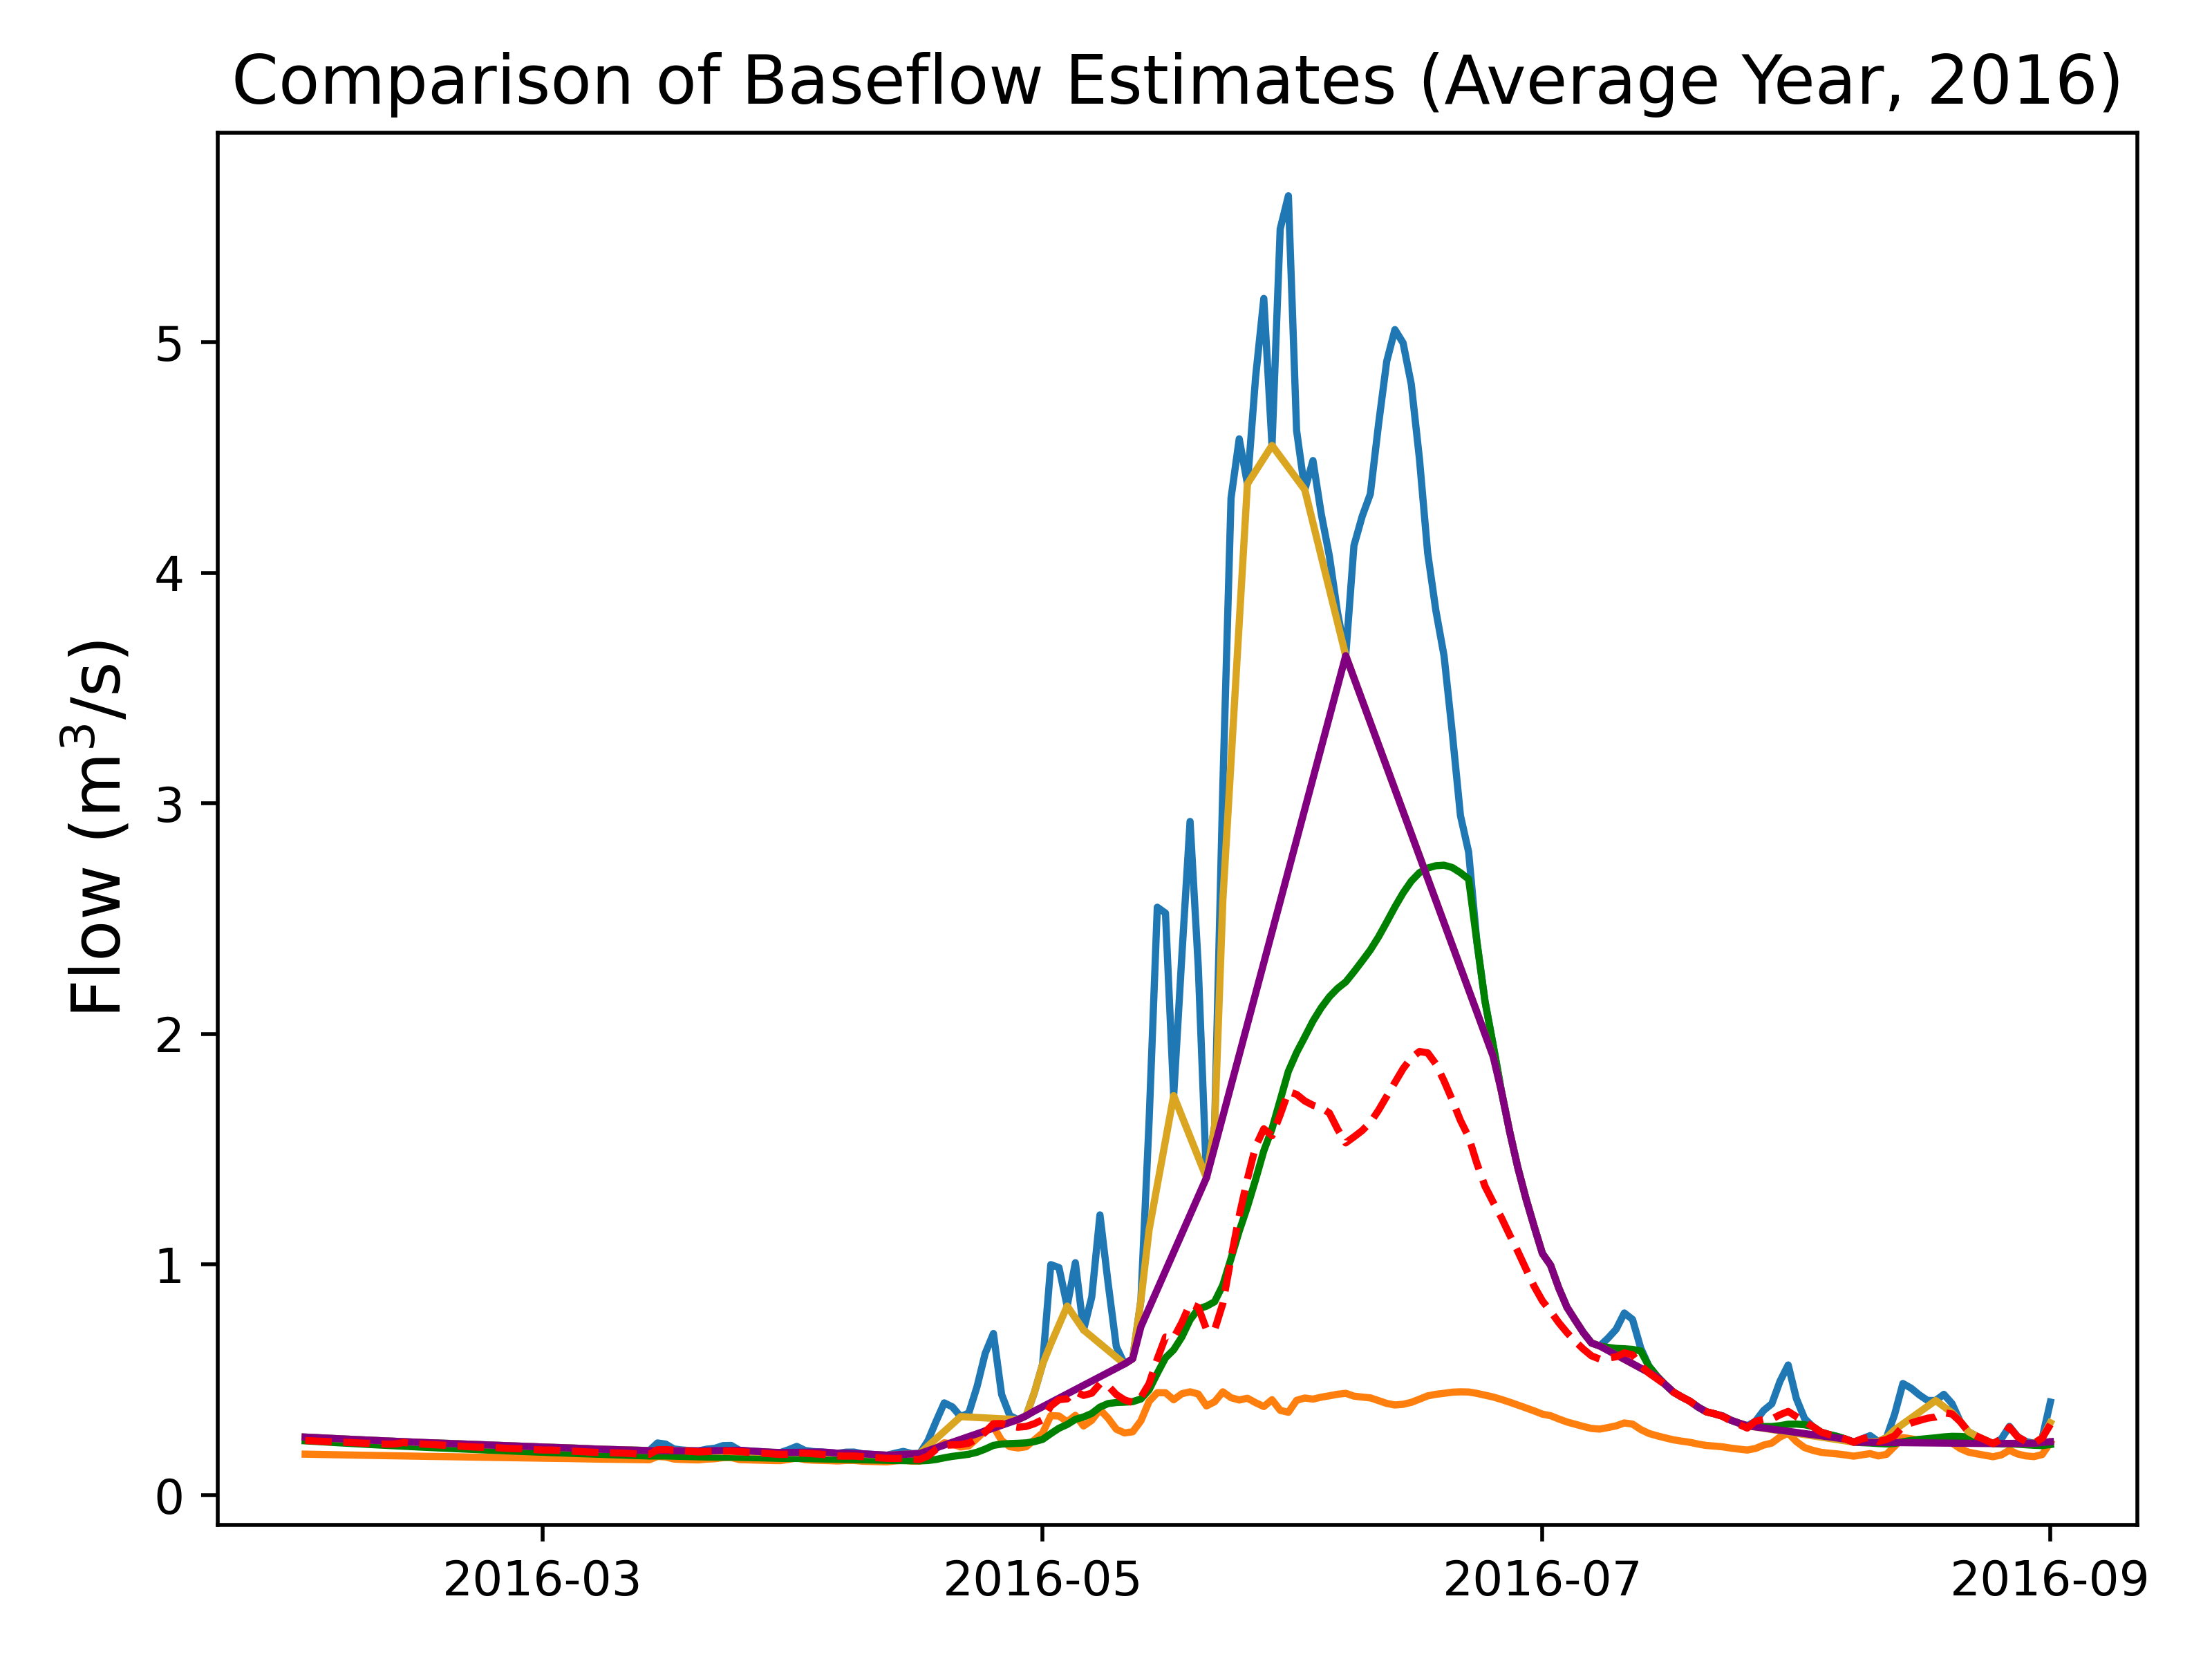 Comparison of Baseflow Estimates (Average Year, 2016)
Flow (m³/s)
5
4
3
2
1
0
2016-03 2016-05 2016-07 2016-09